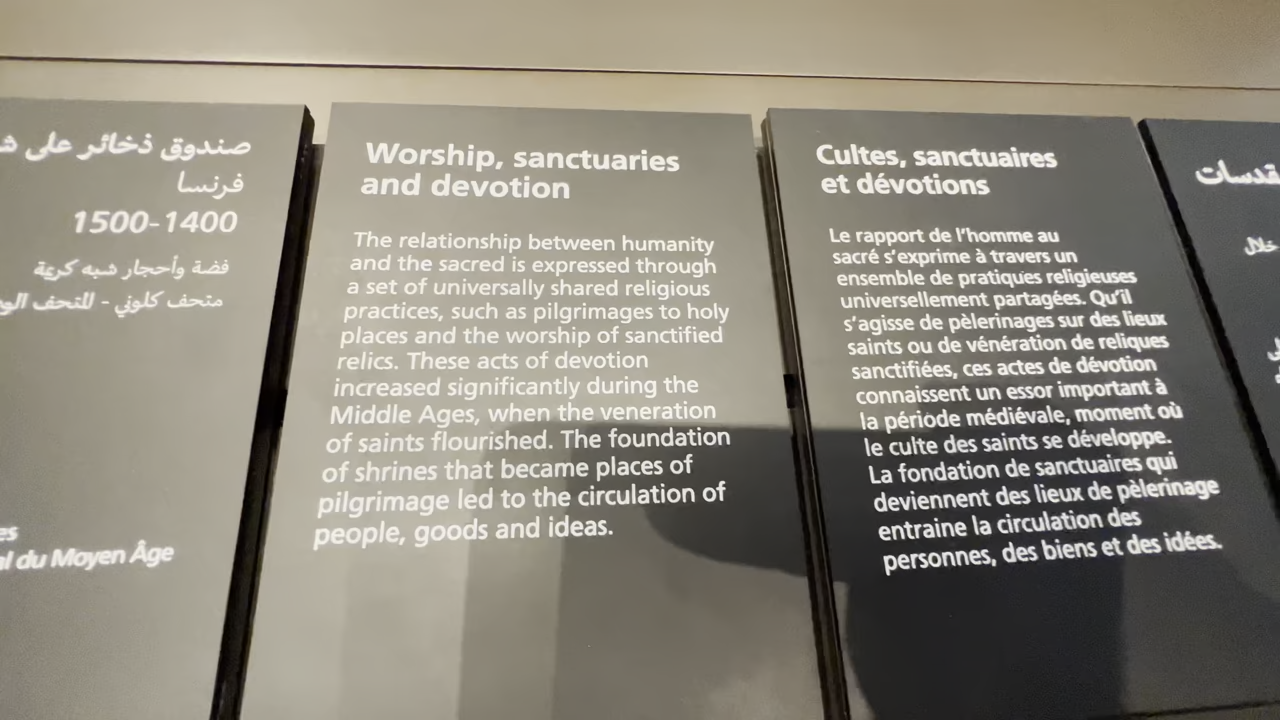 صندوق ذخائر على
فرنسا
1500-1400
فضة وأحجار شبه كريمة
متحف كلوني - المتحف
du Moyen Âge
Worship, sanctuaries
and devotion
The relationship between humanity
and the sacred is expressed through
a set of universally shared religious
practices, such as pilgrimages to holy
places and the worship of sanctified
relics. These acts of devotion
increased significantly during the
Middle Ages, when the veneration
of saints flourished. The foundation
of shrines that became places of
pilgrimage led to the circulation of
people, goods and ideas.
Cultes, sanctuaires
et dévotions
Le rapport de l'homme au
sacré s'exprime à travers un
ensemble de pratiques religieuses
universellement partagées. Qu'il
s'agisse de pèlerinages sur des lieux
saints ou de vénération de reliques
sanctifiées, ces actes de dévotion
connaissent un essor important à
la période médiévale, moment où
le culte des saints se développe.
La fondation de sanctuaires qui
deviennent des lieux de pèlerinage
entraine la circulation des
personnes, des biens et des idées.
خلال